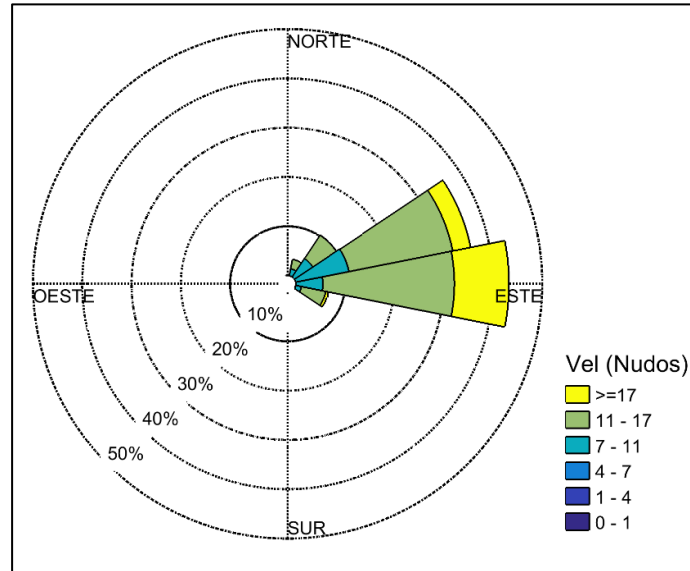 NORTE
OESTE
ESTE
10%
20%
30%
40%
50%
SUR
Vel (Nudos)
>=17
11 - 17
7 - 11
4 - 7
1 - 4
0 - 1